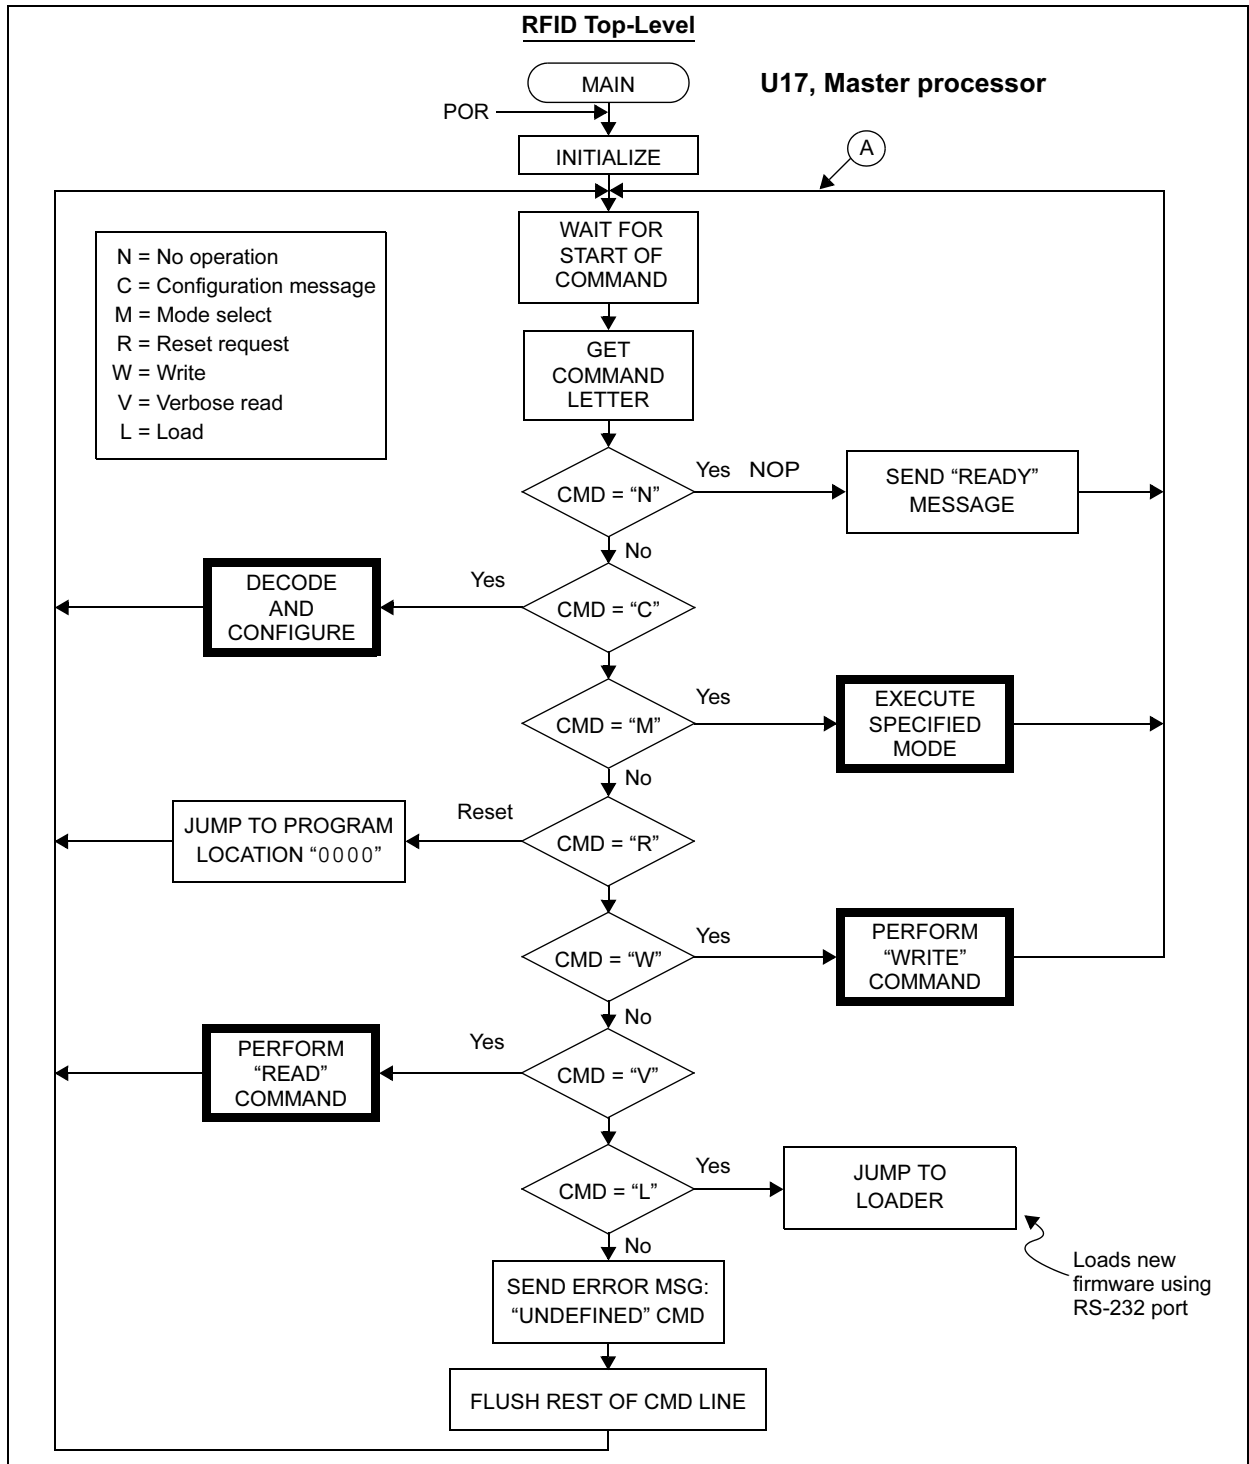 RFID Top-Level
MAIN
U17, Master processor
POR
A
INITIALIZE
WAIT FOR
START OF
COMMAND
N = No operation
C = Configuration message
M = Mode select
R = Reset request
W = Write
V = Verbose read
L = Load
GET
COMMAND
LETTER
CMD = “N”
Yes NOP
SEND “READY”
MESSAGE
No
DECODE
AND
CONFIGURE
Yes
CMD = “C”
CMD = “M”
Yes
EXECUTE
SPECIFIED
MODE
No
JUMP TO PROGRAM
LOCATION “0000”
Reset
CMD = “R”
CMD = “W”
Yes
PERFORM
“WRITE”
COMMAND
No
PERFORM
“READ”
COMMAND
Yes
CMD = “V”
CMD = “L”
Yes
JUMP TO
LOADER
No
Loads new
firmware using
RS-232 port
SEND ERROR MSG:
“UNDEFINED” CMD
FLUSH REST OF CMD LINE